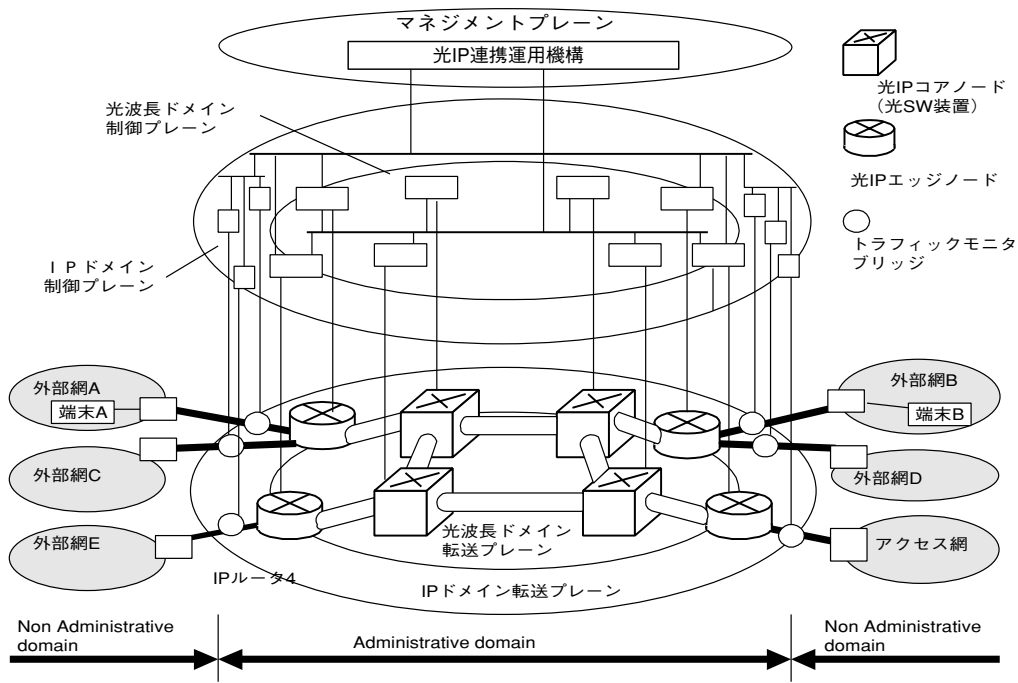 マネジメントプレーン
光IP連携運用機構
光IPコアノード
(光SW装置)
光波長ドメイン
制御プレーン
光IPエッジノード
トラフィックモニタ
ブリッジ
IPドメイン
制御プレーン
外部網A
端末A
外部網B
端末B
外部網C
外部網D
外部網E
アクセス網
光波長ドメイン
転送プレーン
IPルータ4
IPドメイン転送プレーン
Non Administrative
domain
Administrative domain
Non Administrative
domain